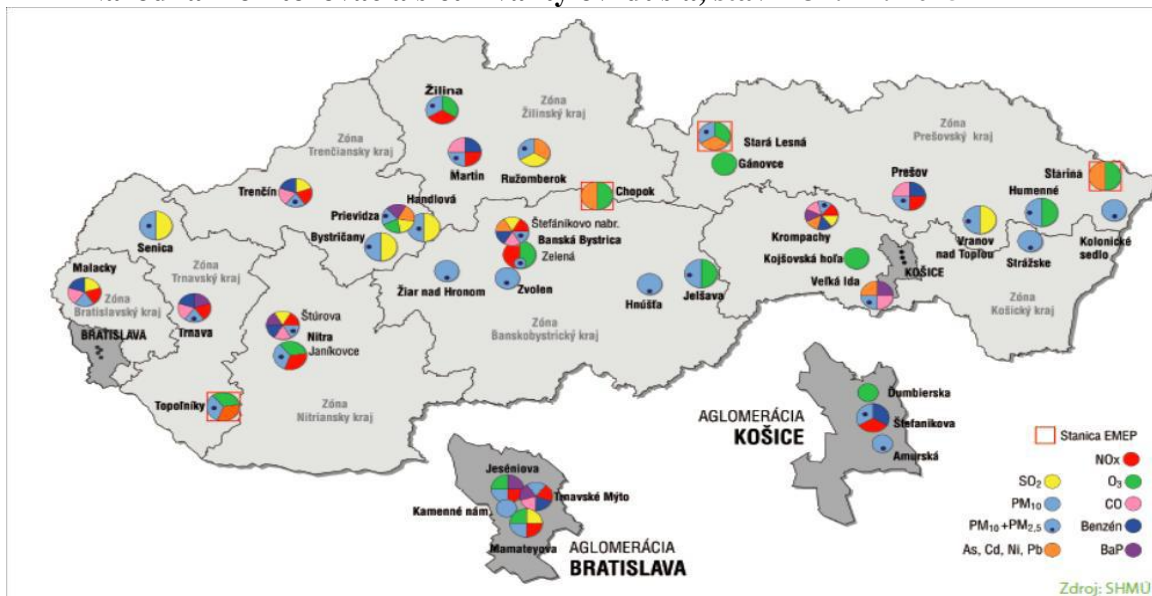 Žilina
Zóna
Žilinský kraj
Zóna
Prešovský kraj
Zóna
Trenčiansky kraj
Martin
Ružomberok
Stará Lesná
Gánovce
Starina
Trenčín
Handlová
Prievidza
Bystričany
Chopok
Prešov
Humenné
Senica
Štefánikovo nabr.
Banská Bystrica
Zelená
Krompachy
Vranov
nad Topľou
Kolonické
sedlo
Strážske
Malacky
Zóna
Trnavský kraj
Zóna
Bratislavský kraj
Žiar nad Hronom
Zvolen
Hnúšťa
Jelšava
Kojšovská hoľa
KOŠICE
Veľká Ida
Zóna
Košický kraj
BRATISLAVA
Trnava
Štúrova
Nitra
Janíkovce
Zóna
Banskobystrický kraj
Topoľníky
Zóna
Nitriansky kraj
AGLOMERÁCIA
KOŠICE
Ďumbierska
Štefanikova
Amurská
Jeséniova
Trnavské Mýto
Kamenné nám.
Mamateyova
AGLOMERÁCIA
BRATISLAVA
Stanica EMEP
NOx
SO₂ O₃
PM₁₀ CO
PM₁₀+PM₂,₅ Benzén
As, Cd, Ni, Pb BaP
Zdroj: SHMÚ